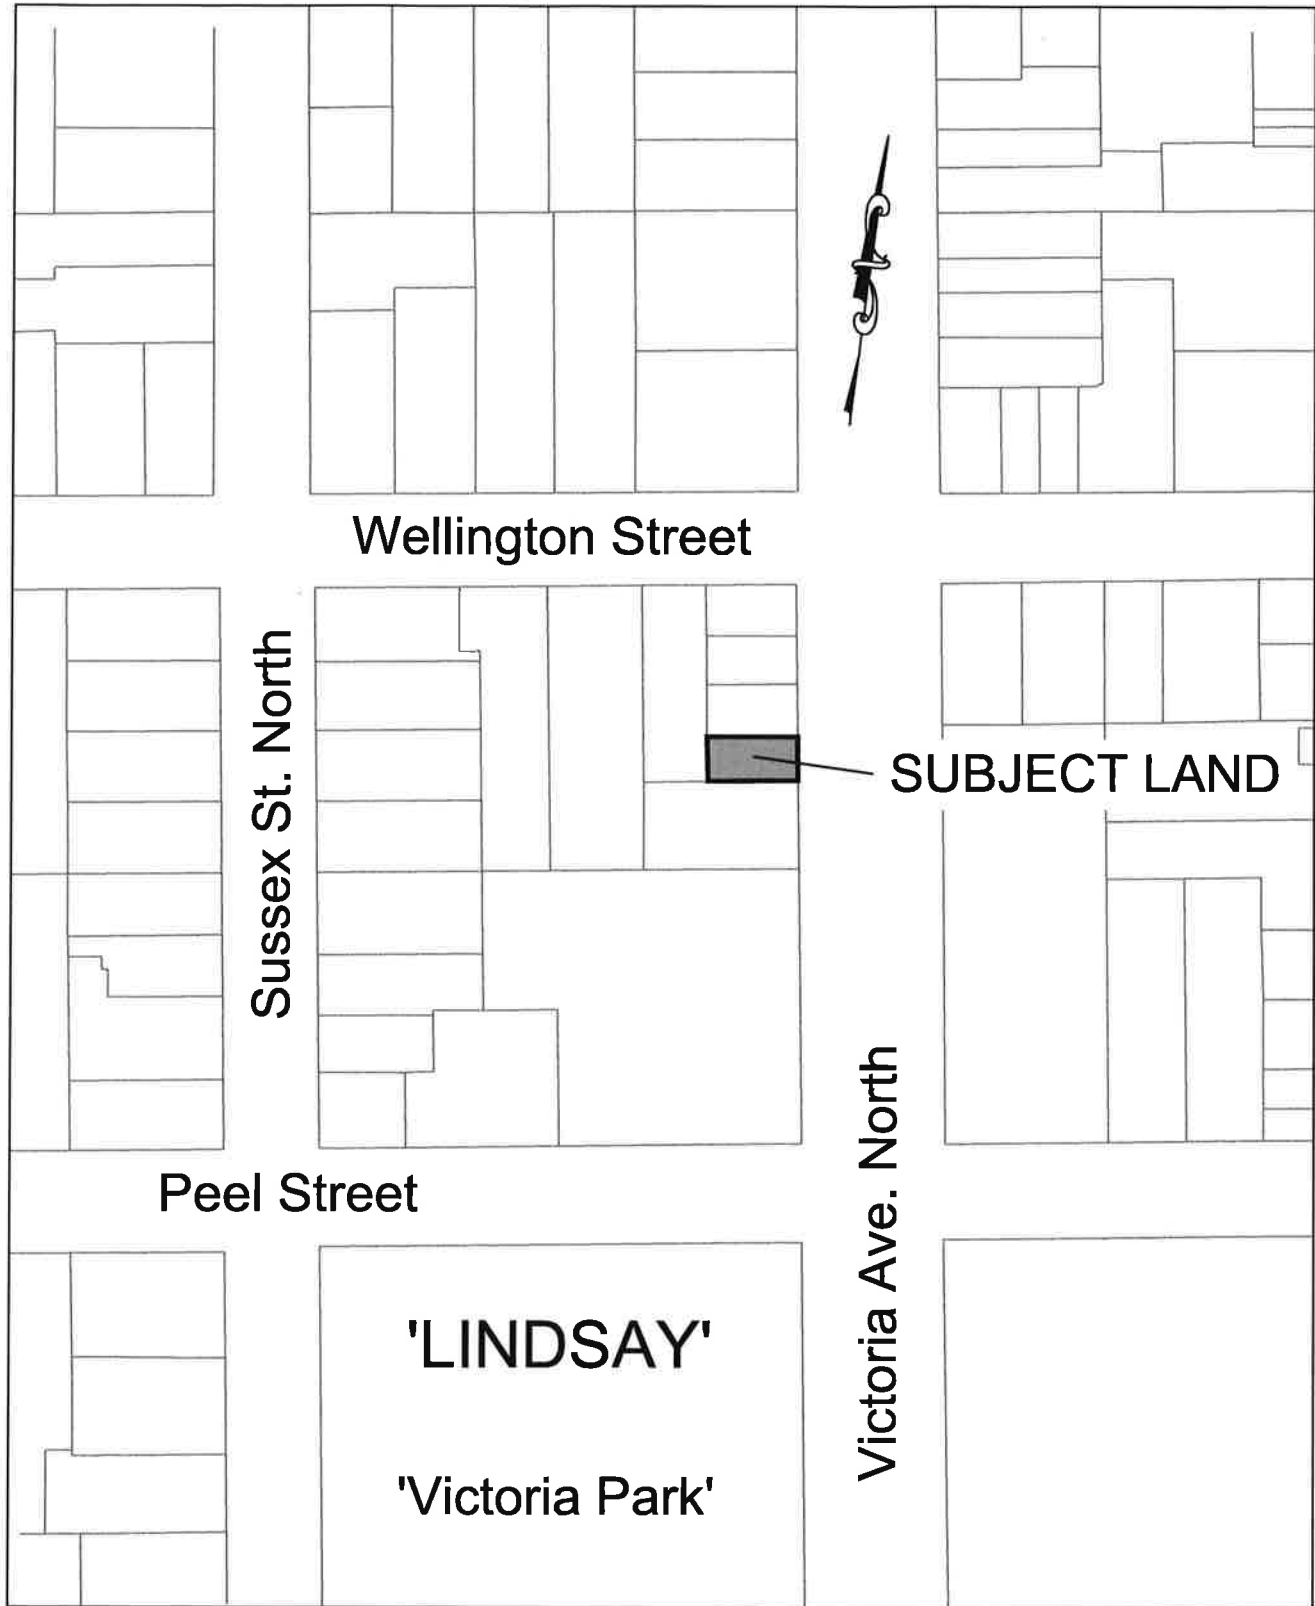 Wellington Street
Sussex St. North
SUBJECT LAND
Peel Street
Victoria Ave. North
'LINDSAY'
'Victoria Park'